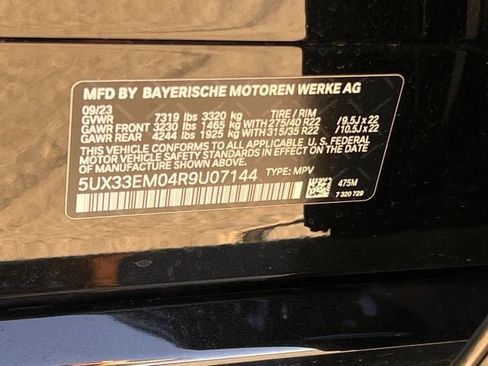 MFD BY BAYERISCHE MOTOREN WERKE AG
09/23
GVWR 7319 lbs 3320 kg TIRE / RIM
GAWR FRONT 3230 lbs 1465 kg with 275/40 R22 / 9.5J x 22
GAWR REAR 4244 lbs 1925 kg with 315/35 R22 / 10.5J x 22
THIS VEHICLE CONFORMS TO ALL APPLICABLE
FEDERAL MOTOR VEHICLE SAFETY STANDARDS
IN EFFECT ON THE DATE OF MANUFACTURE SHOWN ABOVE.
5UX33EM04R9U07144 TYPE: MPV
475M
7 320 729